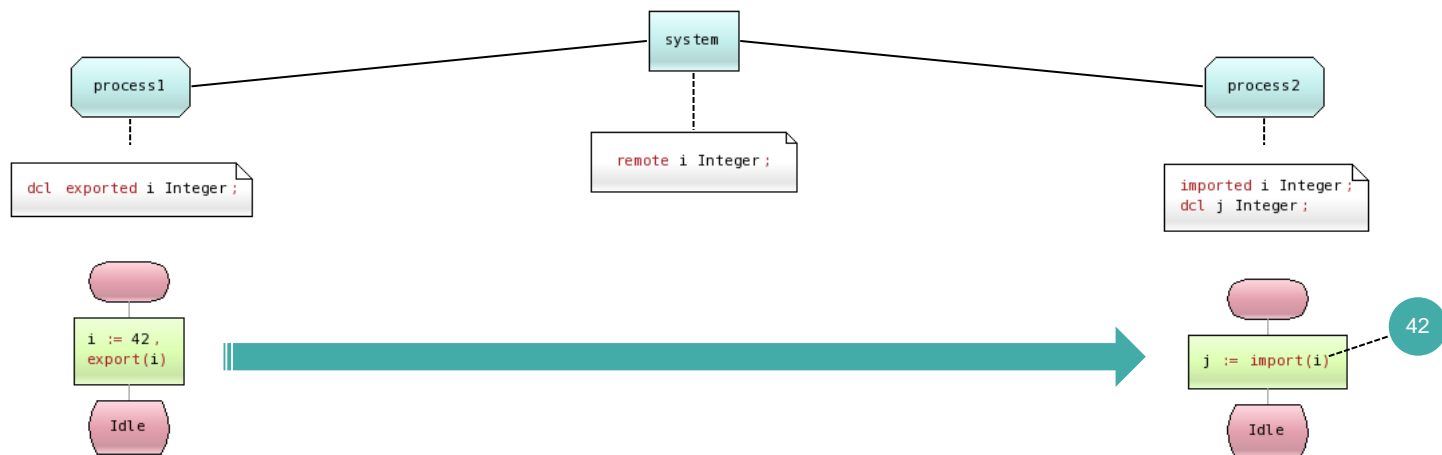 system
process1
process2
remote i Integer;
dcl exported i Integer;
imported i Integer;
dcl j Integer;
i := 42,
export(i)
42
j := import(i)
Idle
Idle